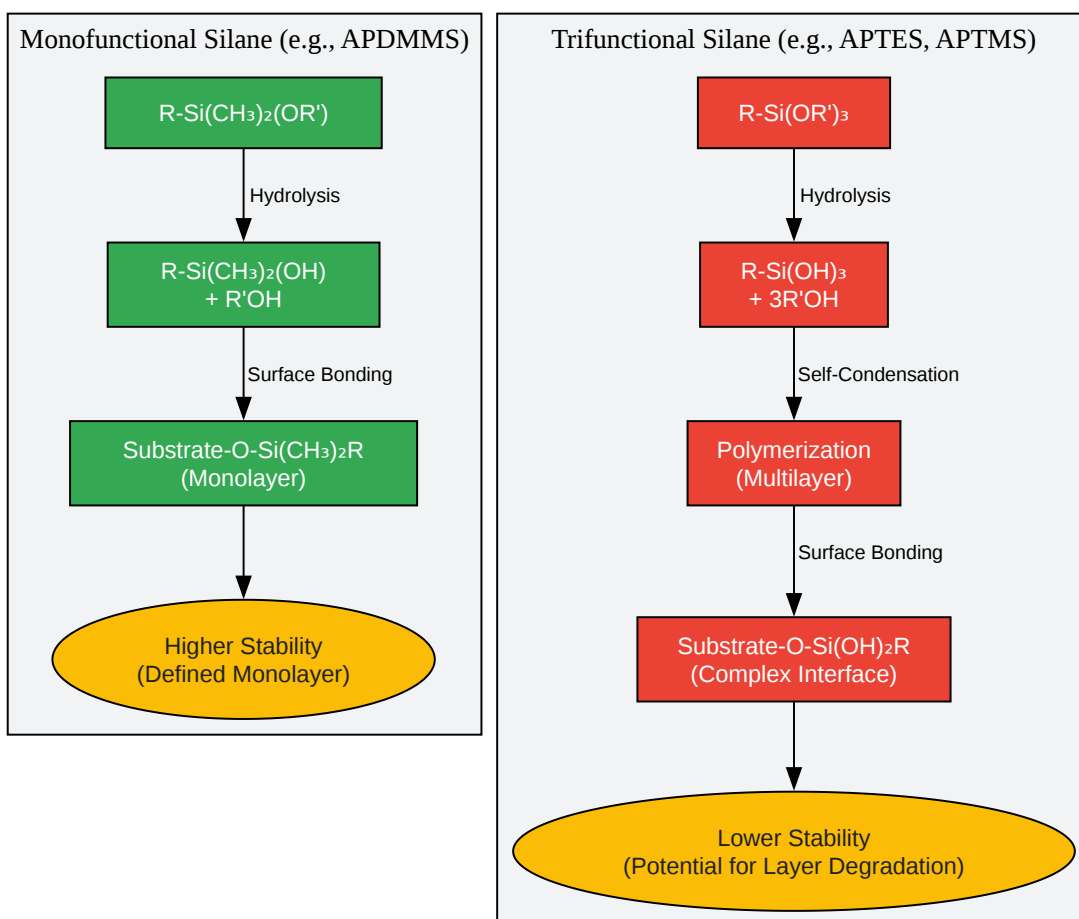 Monofunctional Silane (e.g., APDMMS)
R-Si(CH₃)₂(OR')
Hydrolysis
R-Si(CH₃)₂(OH)
+ R'OH
Surface Bonding
Substrate-O-Si(CH₃)₂R
(Monolayer)
Higher Stability
(Defined Monolayer)
Trifunctional Silane (e.g., APTES, APTMS)
R-Si(OR')₃
Hydrolysis
R-Si(OH)₃
+ 3R'OH
Self-Condensation
Polymerization
(Multilayer)
Surface Bonding
Substrate-O-Si(OH)₂R
(Complex Interface)
Lower Stability
(Potential for Layer Degradation)